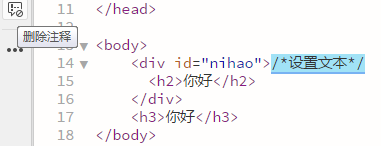 11 </head>
12
删除注释
13 <body>
14 <div id="nihao">/*设置文本*/
15 <h2>你好</h2>
16 </div>
17 <h3>你好</h3>
18 </body>